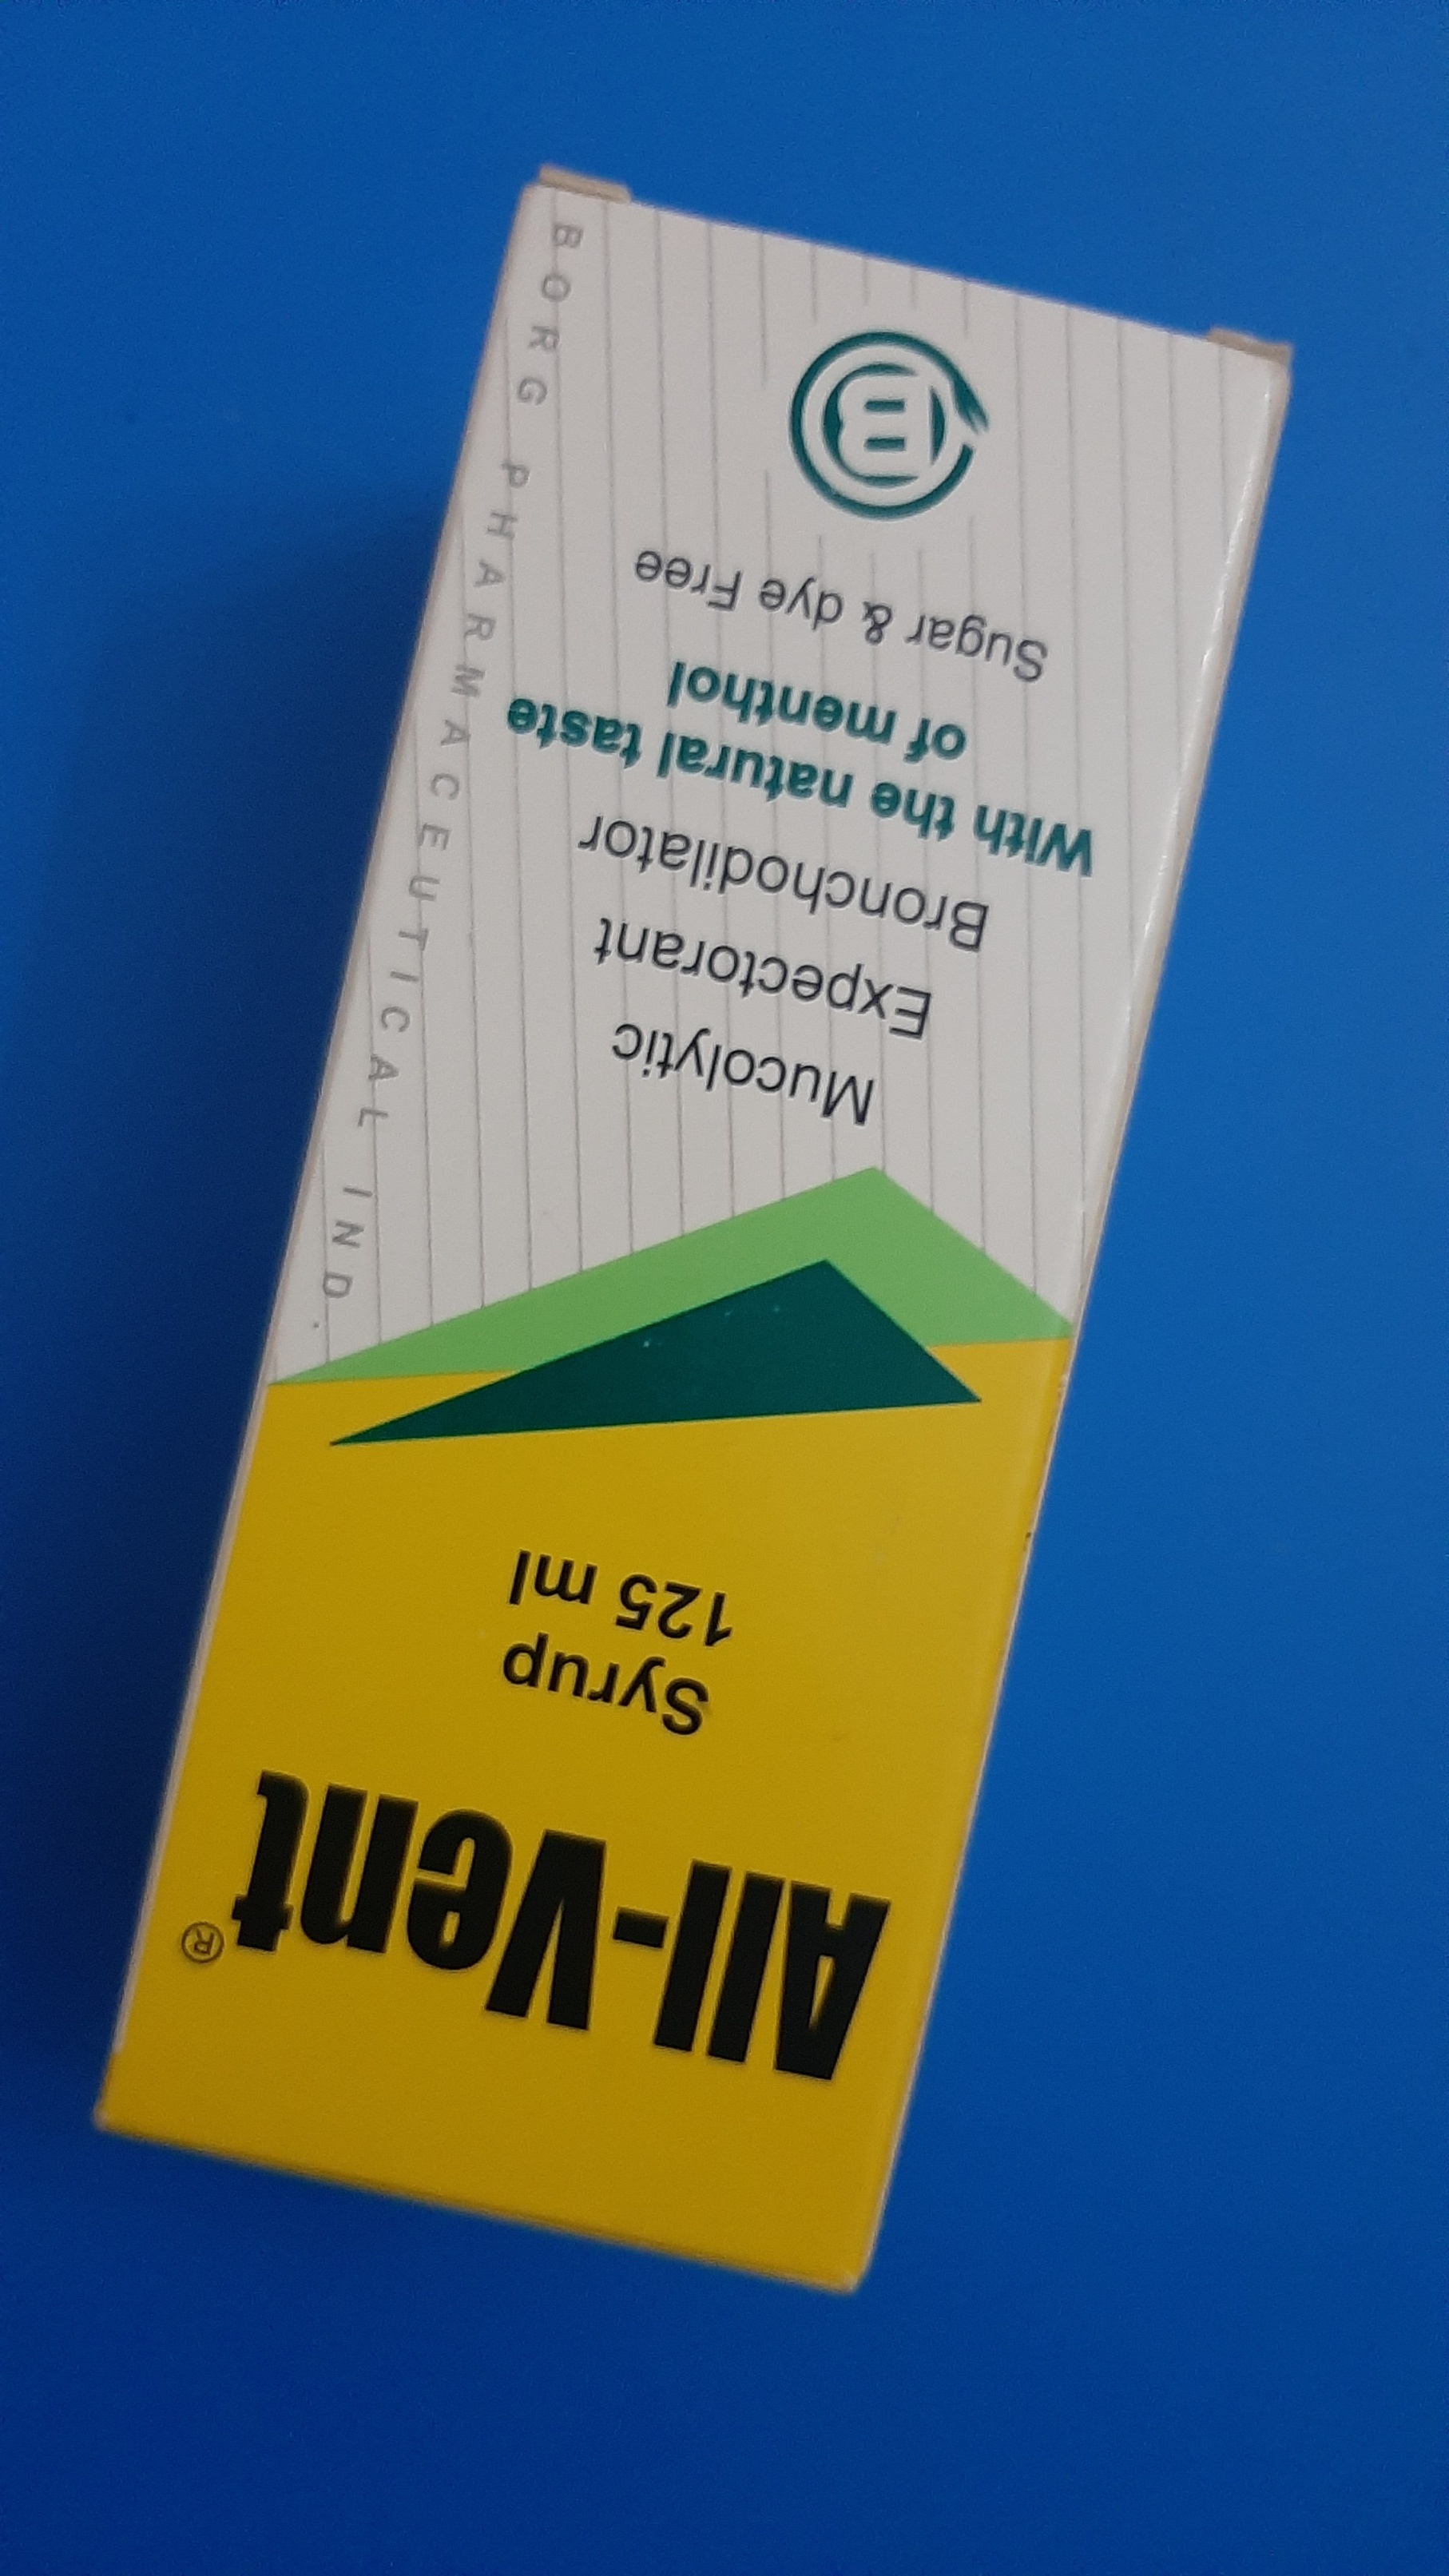 All-Vent®
Syrup
125 ml
Mucolytic
Expectorant
Bronchodilator
With the natural taste
of menthol
Sugar & dye Free
B
BORG PHARMACEUTICAL IND.